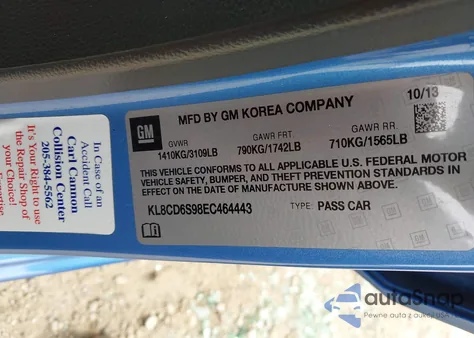 In Case of an
Accident Call
Carl Cannon
Collision Center
205-384-5562
It's Your Right to use
the Repair Shop of
your Choice!
GM
MFD BY GM KOREA COMPANY
10/13
GVWR
1410KG/3109LB
GAWR FRT.
790KG/1742LB
GAWR RR.
710KG/1565LB
THIS VEHICLE CONFORMS TO ALL APPLICABLE U.S. FEDERAL MOTOR
VEHICLE SAFETY, BUMPER, AND THEFT PREVENTION STANDARDS IN
EFFECT ON THE DATE OF MANUFACTURE SHOWN ABOVE.
KL8CD6S98EC464443
TYPE: PASS CAR
autoSnap
Pewne auta z aukcji USA